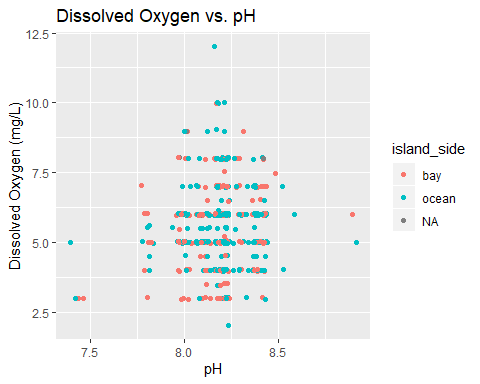 Dissolved Oxygen vs. pH
12.5
10.0
7.5
5.0
2.5
Dissolved Oxygen (mg/L)
7.5 8.0 8.5
pH
island_side
bay
ocean
NA